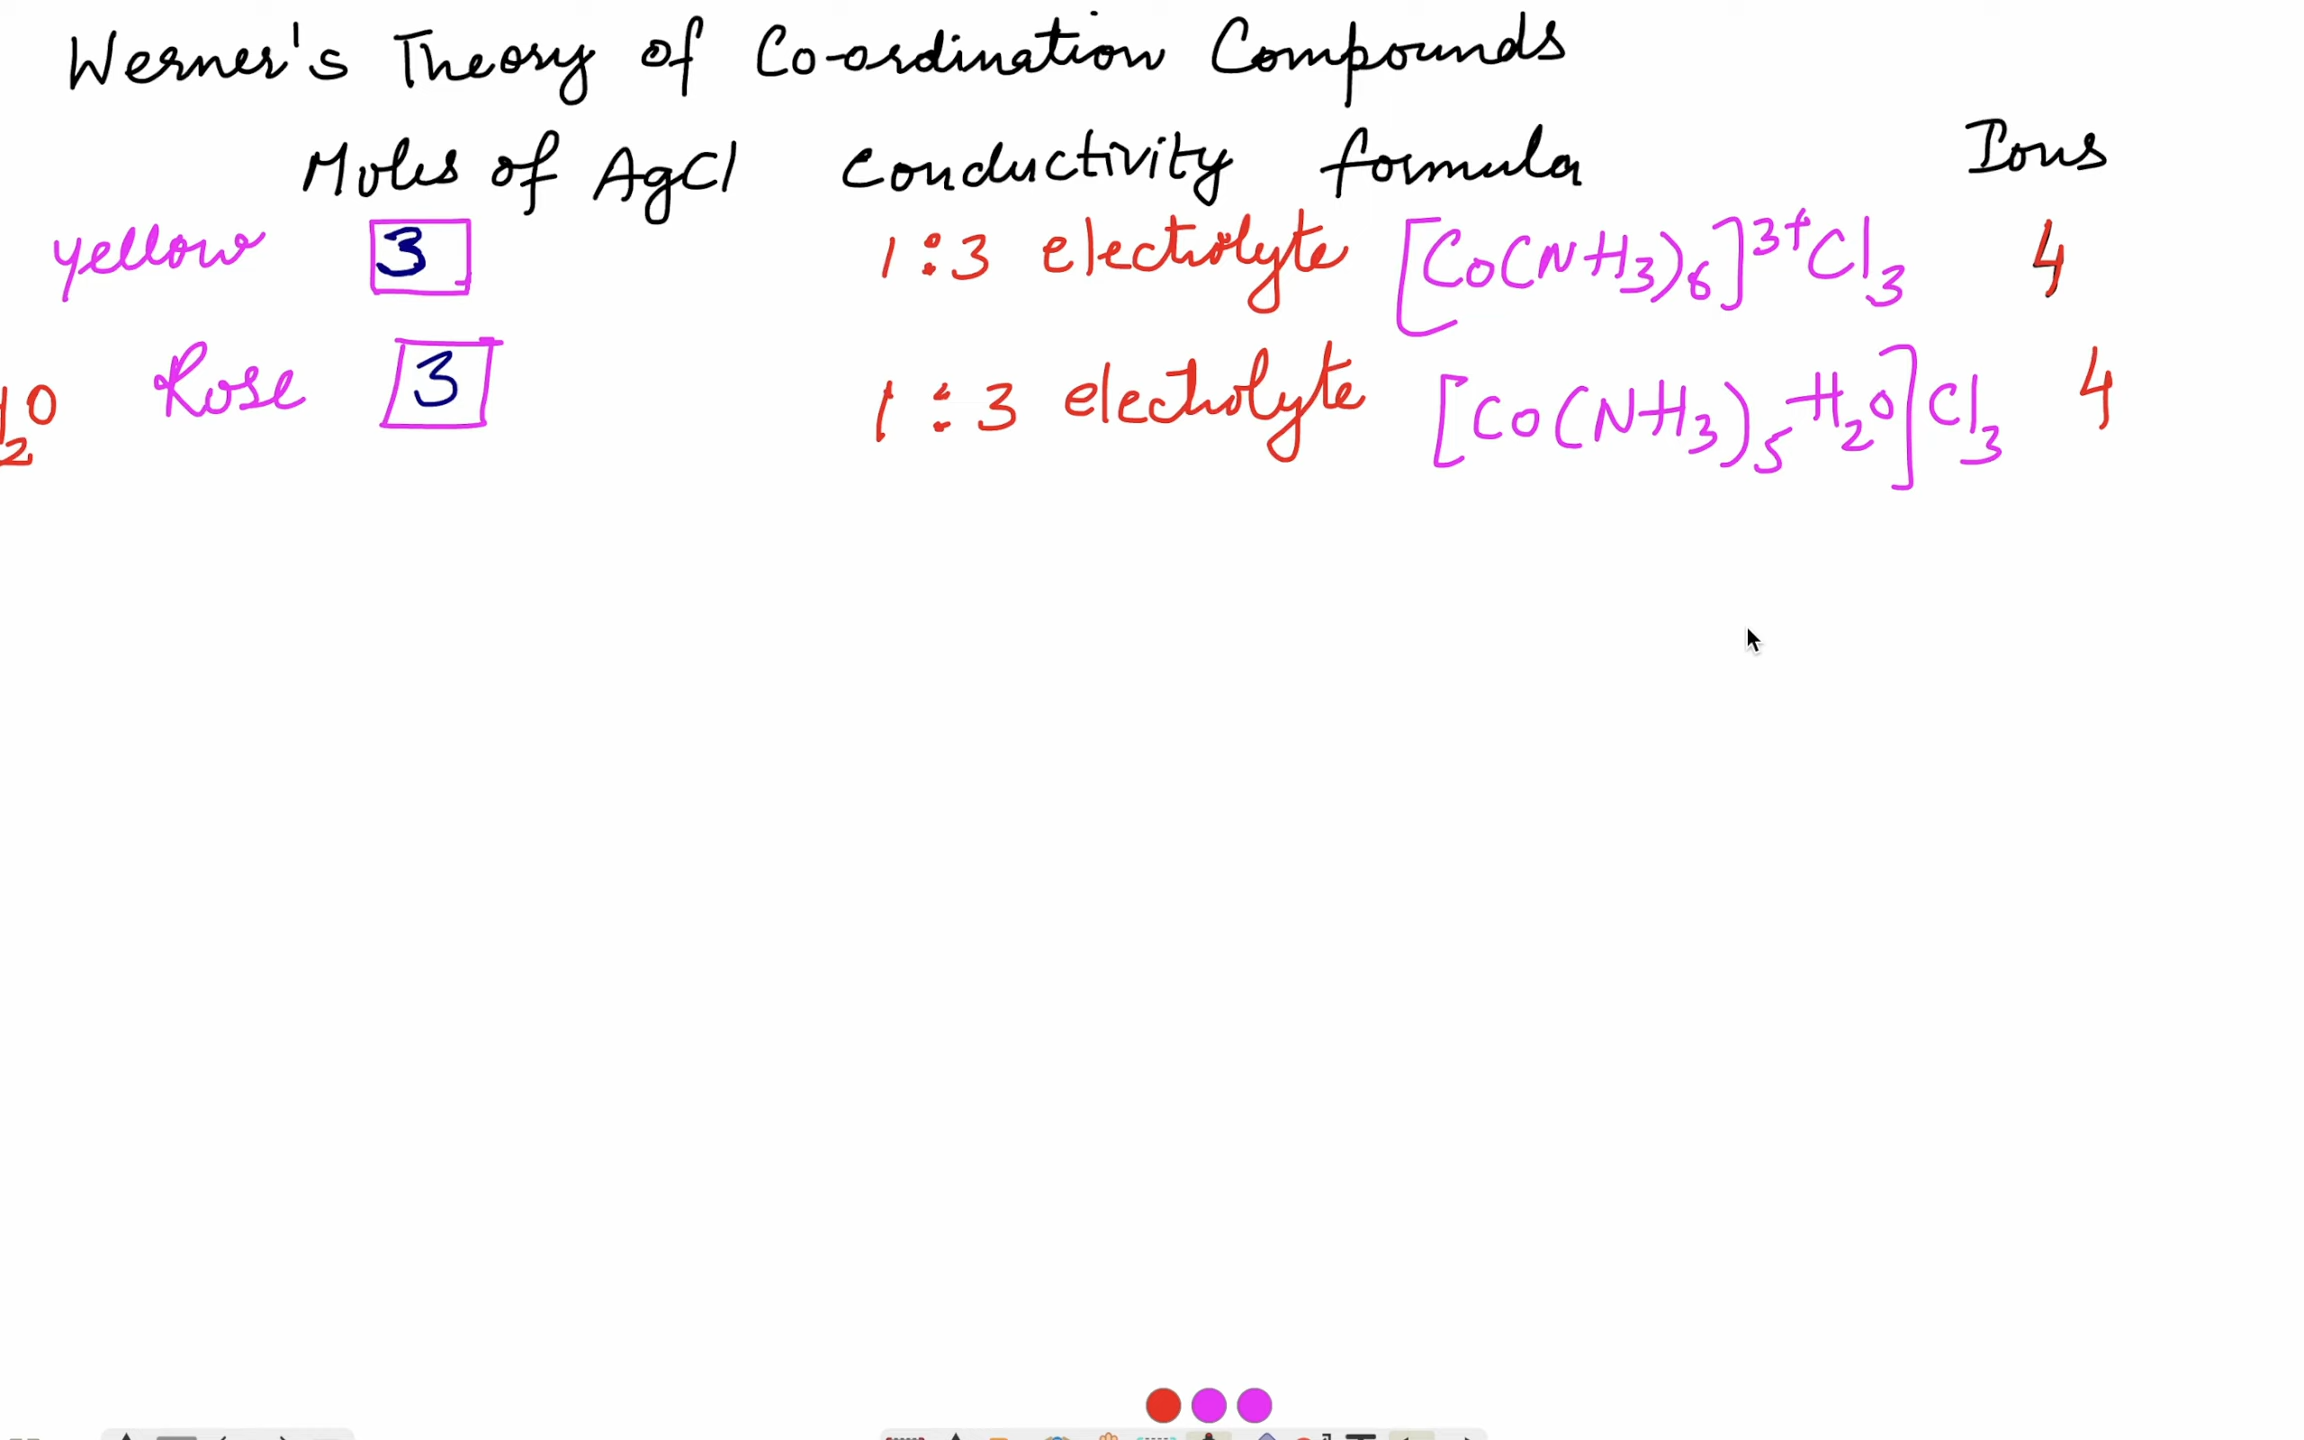 Werner's Theory of Co-ordination Compounds
Moles of AgCl conductivity formula Ions
yellow 3 1:3 electrolyte [Co(NH3)6]3+Cl3 4
2O Rose 3 1:3 electrolyte [CO(NH3)5H2O]Cl3 4